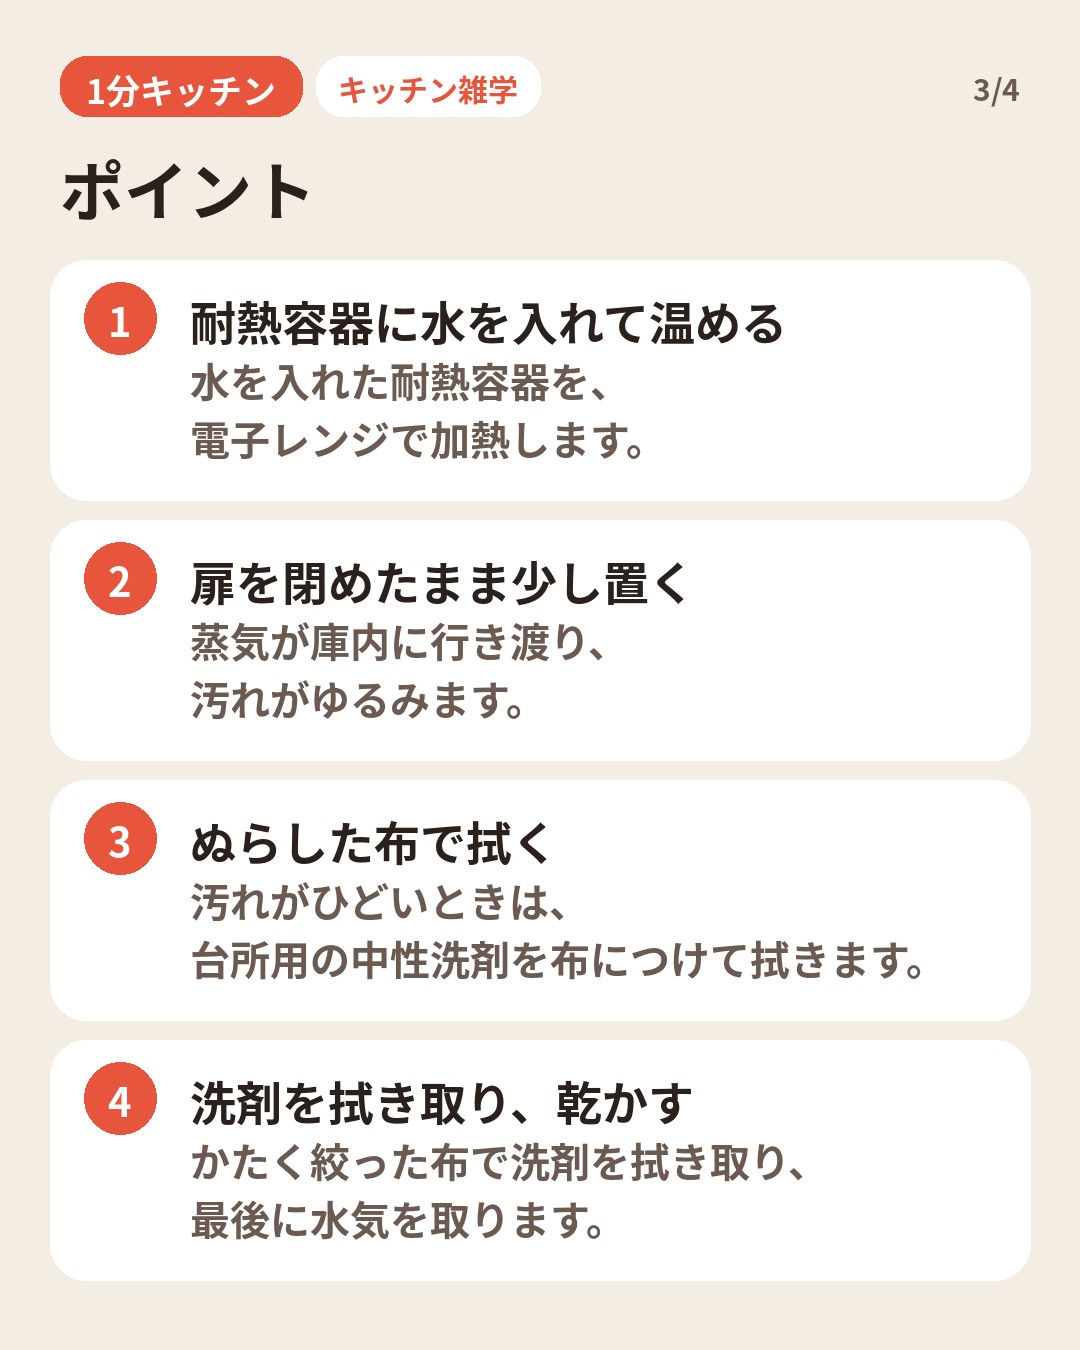 1分キッチン キッチン雑学 3/4
ポイント
1 耐熱容器に水を入れて温める
水を入れた耐熱容器を、
電子レンジで加熱します。
2 扉を閉めたまま少し置く
蒸気が庫内に行き渡り、
汚れがゆるみます。
3 ぬらした布で拭く
汚れがひどいときは、
台所用の中性洗剤を布につけて拭きます。
4 洗剤を拭き取り、乾かす
かたく絞った布で洗剤を拭き取り、
最後に水気を取ります。